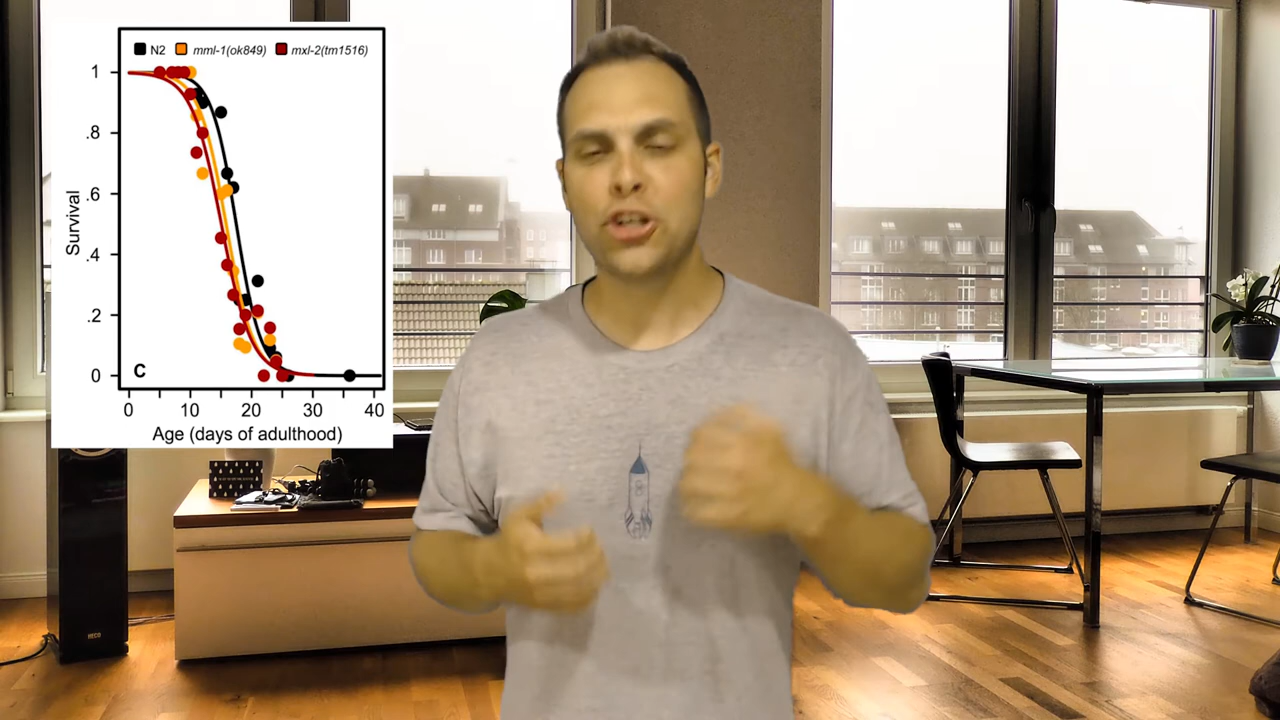 N2 mml-1(ok849) mxl-2(tm1516)
1
.8
.6
.4
.2
0
Survival
C
0 10 20 30 40
Age (days of adulthood)
HECO